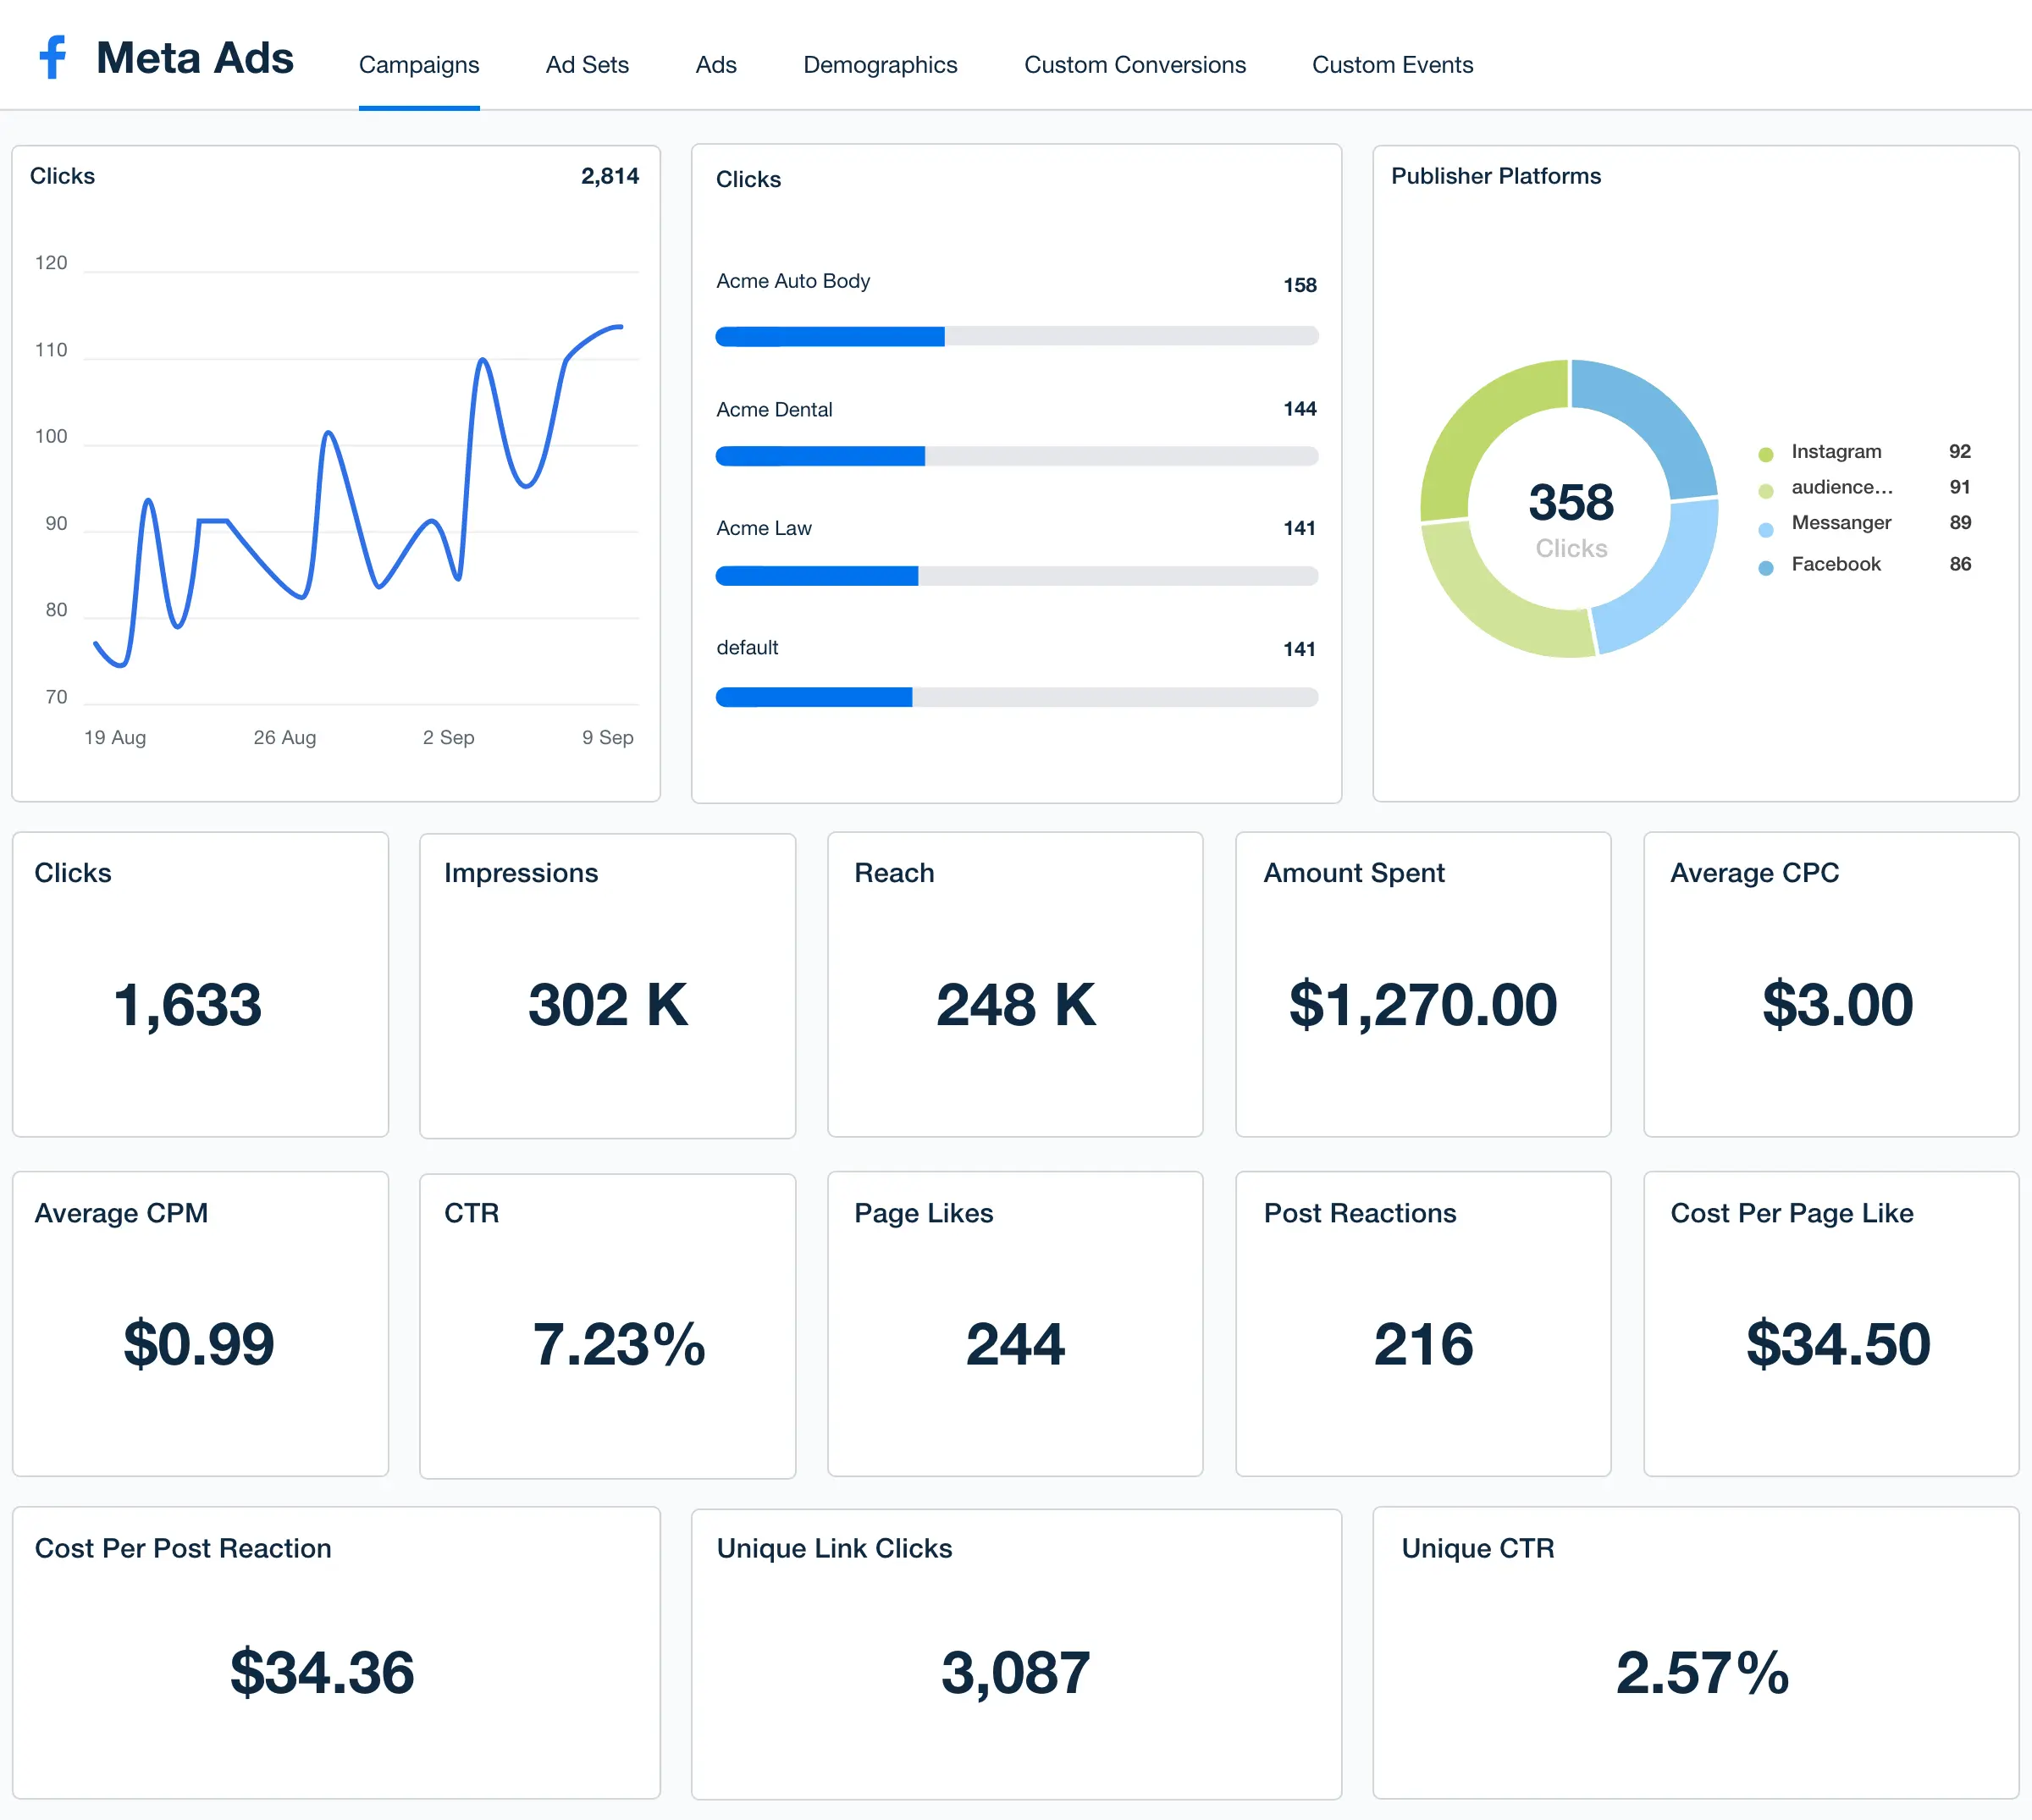 Meta Ads
Campaigns
Ad Sets
Ads
Demographics
Custom Conversions
Custom Events
Clicks
2,814
120
110
100
90
80
70
19 Aug
26 Aug
2 Sep
9 Sep
Clicks
Acme Auto Body
158
Acme Dental
144
Acme Law
141
default
141
Publisher Platforms
358
Clicks
Instagram 92
audience... 91
Messanger 89
Facebook 86
Clicks
1,633
Impressions
302 K
Reach
248 K
Amount Spent
$1,270.00
Average CPC
$3.00
Average CPM
$0.99
CTR
7.23%
Page Likes
244
Post Reactions
216
Cost Per Page Like
$34.50
Cost Per Post Reaction
$34.36
Unique Link Clicks
3,087
Unique CTR
2.57%